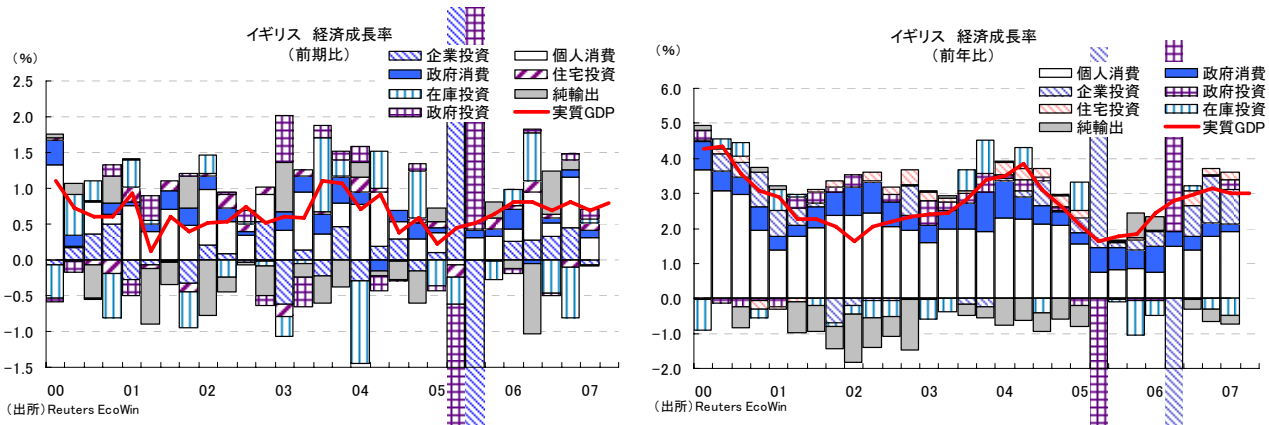 イギリス 経済成長率
（前期比）
（%）
企業投資
個人消費
政府消費
住宅投資
在庫投資
純輸出
政府投資
実質GDP
2.5
2.0
1.5
1.0
0.5
0.0
-0.5
-1.0
-1.5
00 01 02 03 04 05 06 07
（出所）Reuters EcoWin
イギリス 経済成長率
（前年比）
（%）
個人消費
政府消費
企業投資
政府投資
住宅投資
在庫投資
純輸出
実質GDP
6.0
5.0
4.0
3.0
2.0
1.0
0.0
-1.0
-2.0
00 01 02 03 04 05 06 07
（出所）Reuters EcoWin